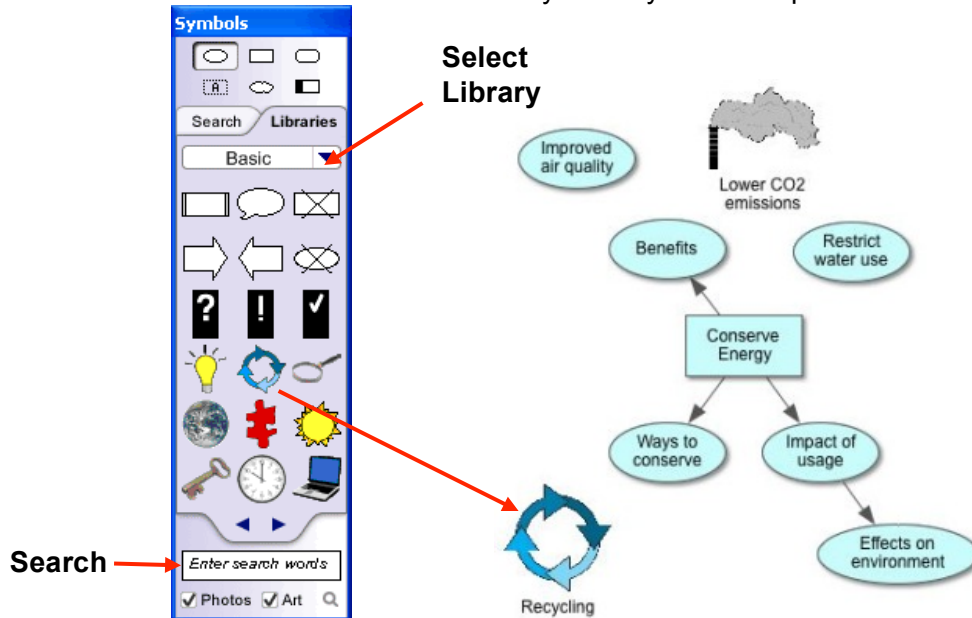 Symbols
A
Search Libraries
Basic
?
!
Enter search words
Photos Art
Select
Library
Search
Improved
air quality
Lower CO2
emissions
Benefits
Restrict
water use
Conserve
Energy
Ways to
conserve
Impact of
usage
Effects on
environment
Recycling